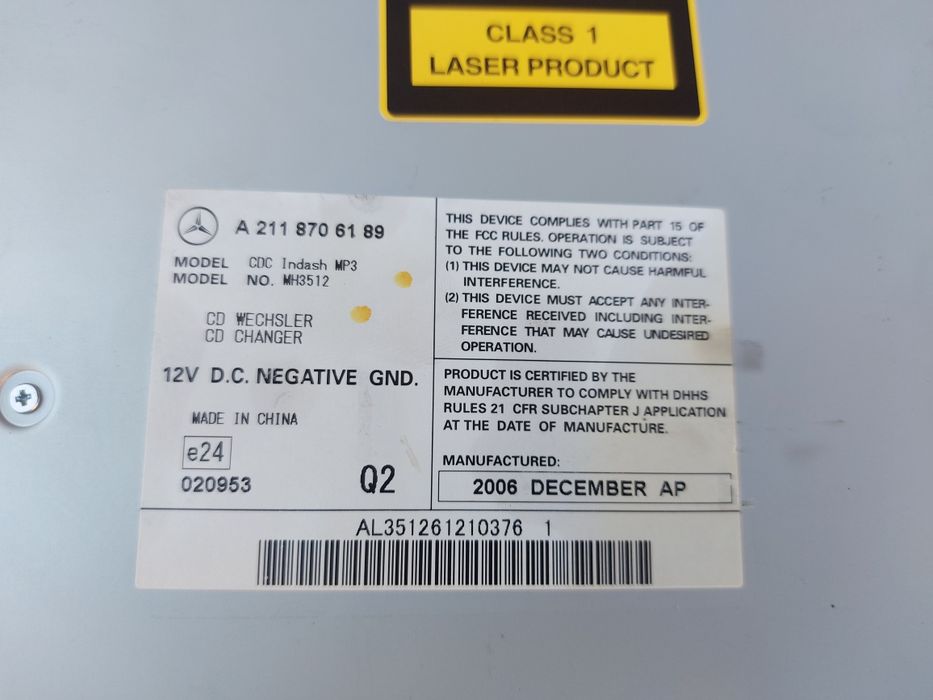 CLASS 1
LASER PRODUCT
A 211 870 61 89
MODEL CDC Indash MP3
MODEL NO. MH3512
CD WECHSLER
CD CHANGER
12V D.C. NEGATIVE GND.
MADE IN CHINA
e24
020953
Q2
THIS DEVICE COMPLIES WITH PART 15 OF
THE FCC RULES. OPERATION IS SUBJECT
TO THE FOLLOWING TWO CONDITIONS:
(1) THIS DEVICE MAY NOT CAUSE HARMFUL
INTERFERENCE.
(2) THIS DEVICE MUST ACCEPT ANY INTER-
FERENCE RECEIVED INCLUDING INTER-
FERENCE THAT MAY CAUSE UNDESIRED
OPERATION.
PRODUCT IS CERTIFIED BY THE
MANUFACTURER TO COMPLY WITH DHHS
RULES 21 CFR SUBCHAPTER J APPLICATION
AT THE DATE OF MANUFACTURE.
MANUFACTURED:
2006 DECEMBER AP
AL351261210376 1